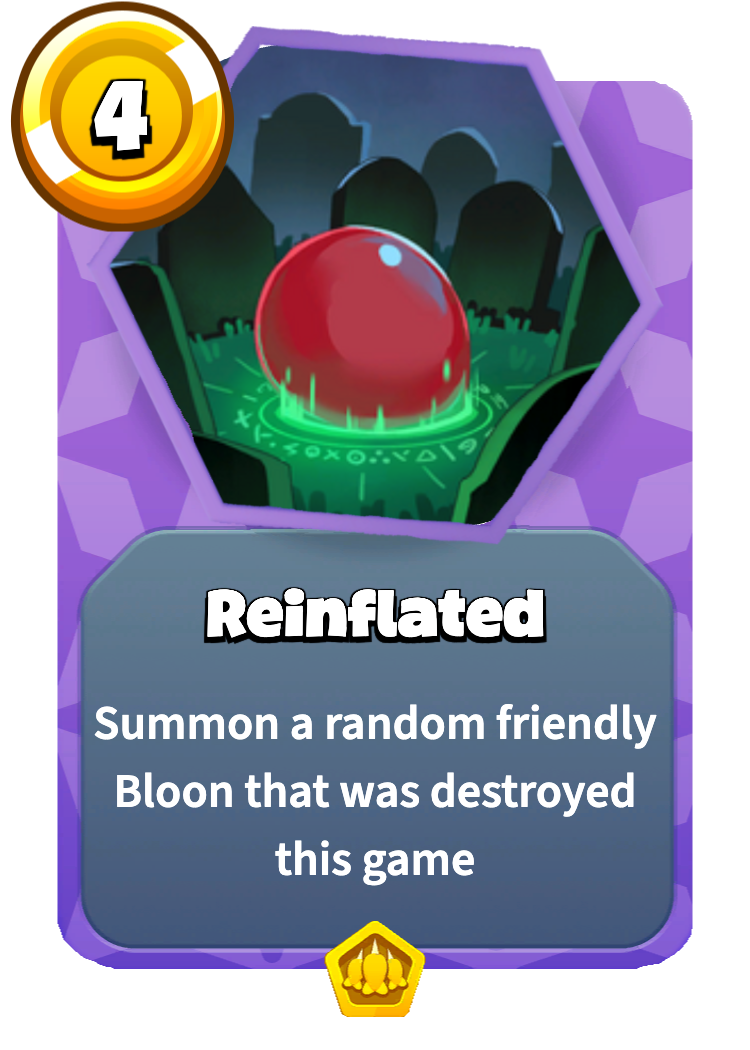 4
Reinflated
Summon a random friendly
Bloon that was destroyed
this game